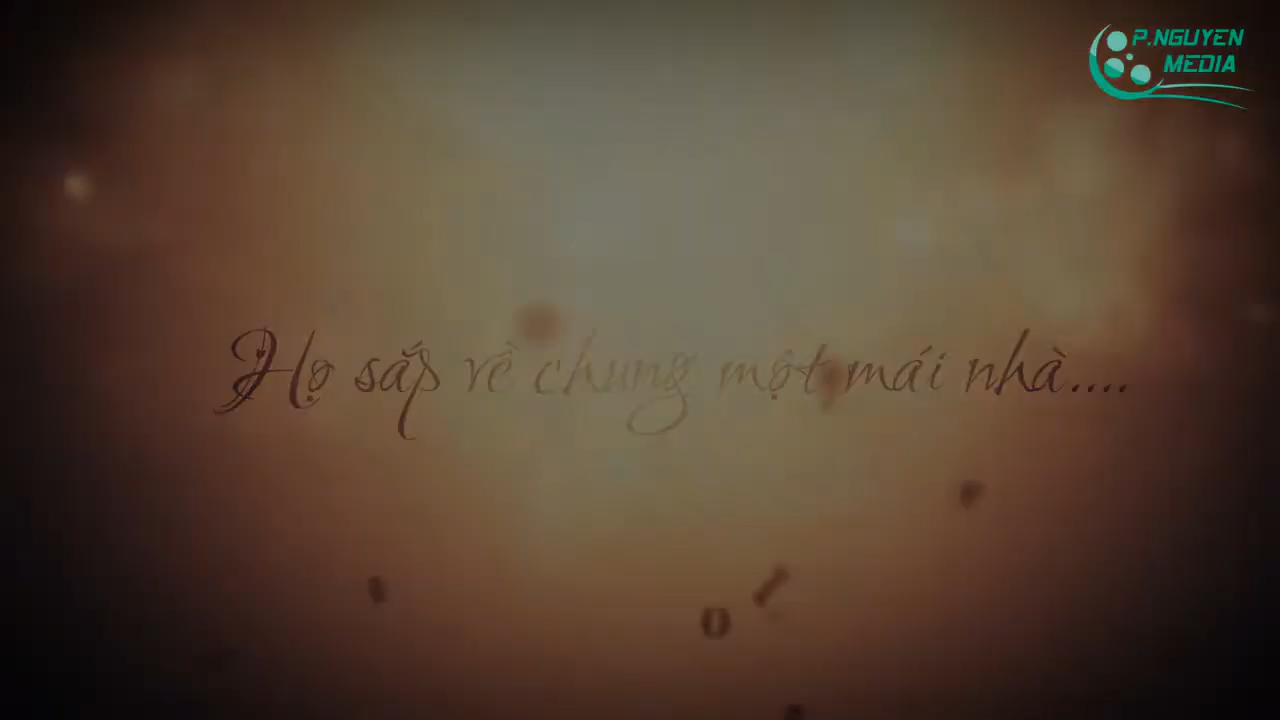 P.NGUYEN
MEDIA
Họ sắp về chung một mái nhà....